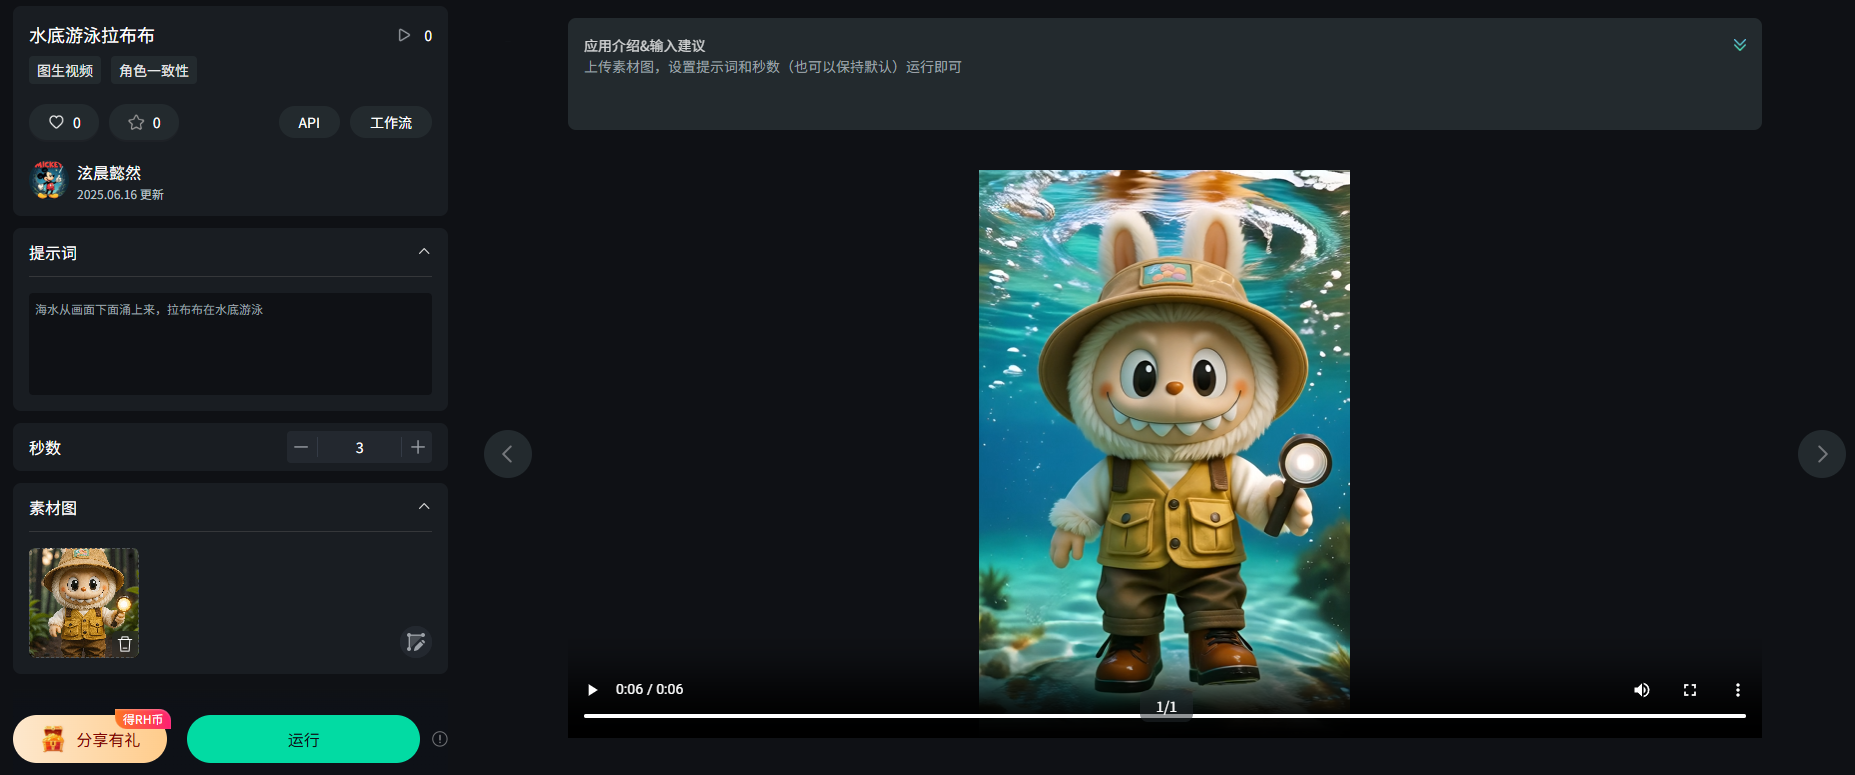 水底游泳拉布布
0
图生视频
角色一致性
0
0
API
工作流
MICKEY
泫晨懿然
2025.06.16 更新
提示词
海水从画面下面涌上来，拉布布在水底游泳
秒数
3
素材图
得RH币
分享有礼
运行
应用介绍&输入建议
上传素材图，设置提示词和秒数（也可以保持默认）运行即可
0:06 / 0:06
1/1